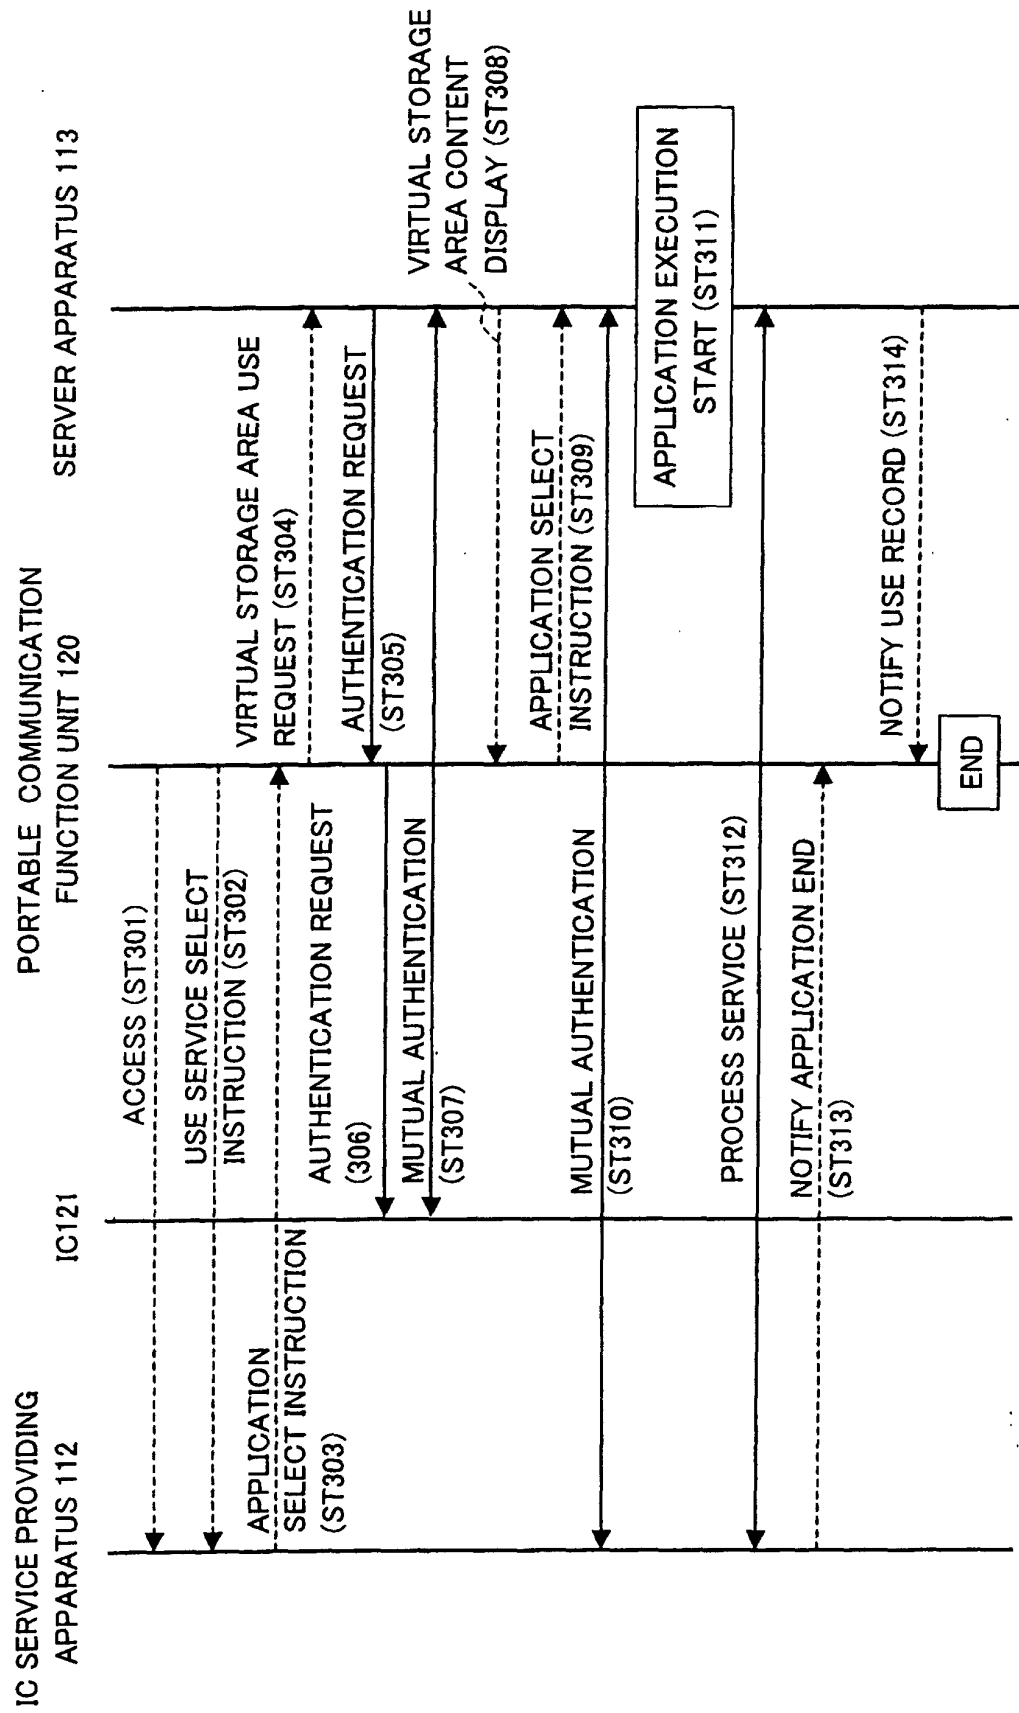 IC SERVICE PROVIDING
APPARATUS 112
IC121
PORTABLE COMMUNICATION
FUNCTION UNIT 120
SERVER APPARATUS 113
ACCESS (ST301)
USE SERVICE SELECT
INSTRUCTION (ST302)
APPLICATION
SELECT INSTRUCTION
(ST303)
VIRTUAL STORAGE AREA USE
REQUEST (ST304)
AUTHENTICATION REQUEST
(ST305)
AUTHENTICATION REQUEST
(306)
MUTUAL AUTHENTICATION
(ST307)
VIRTUAL STORAGE
AREA CONTENT
DISPLAY (ST308)
APPLICATION SELECT
INSTRUCTION (ST309)
MUTUAL AUTHENTICATION
(ST310)
APPLICATION EXECUTION
START (ST311)
PROCESS SERVICE (ST312)
NOTIFY APPLICATION END
(ST313)
NOTIFY USE RECORD (ST314)
END